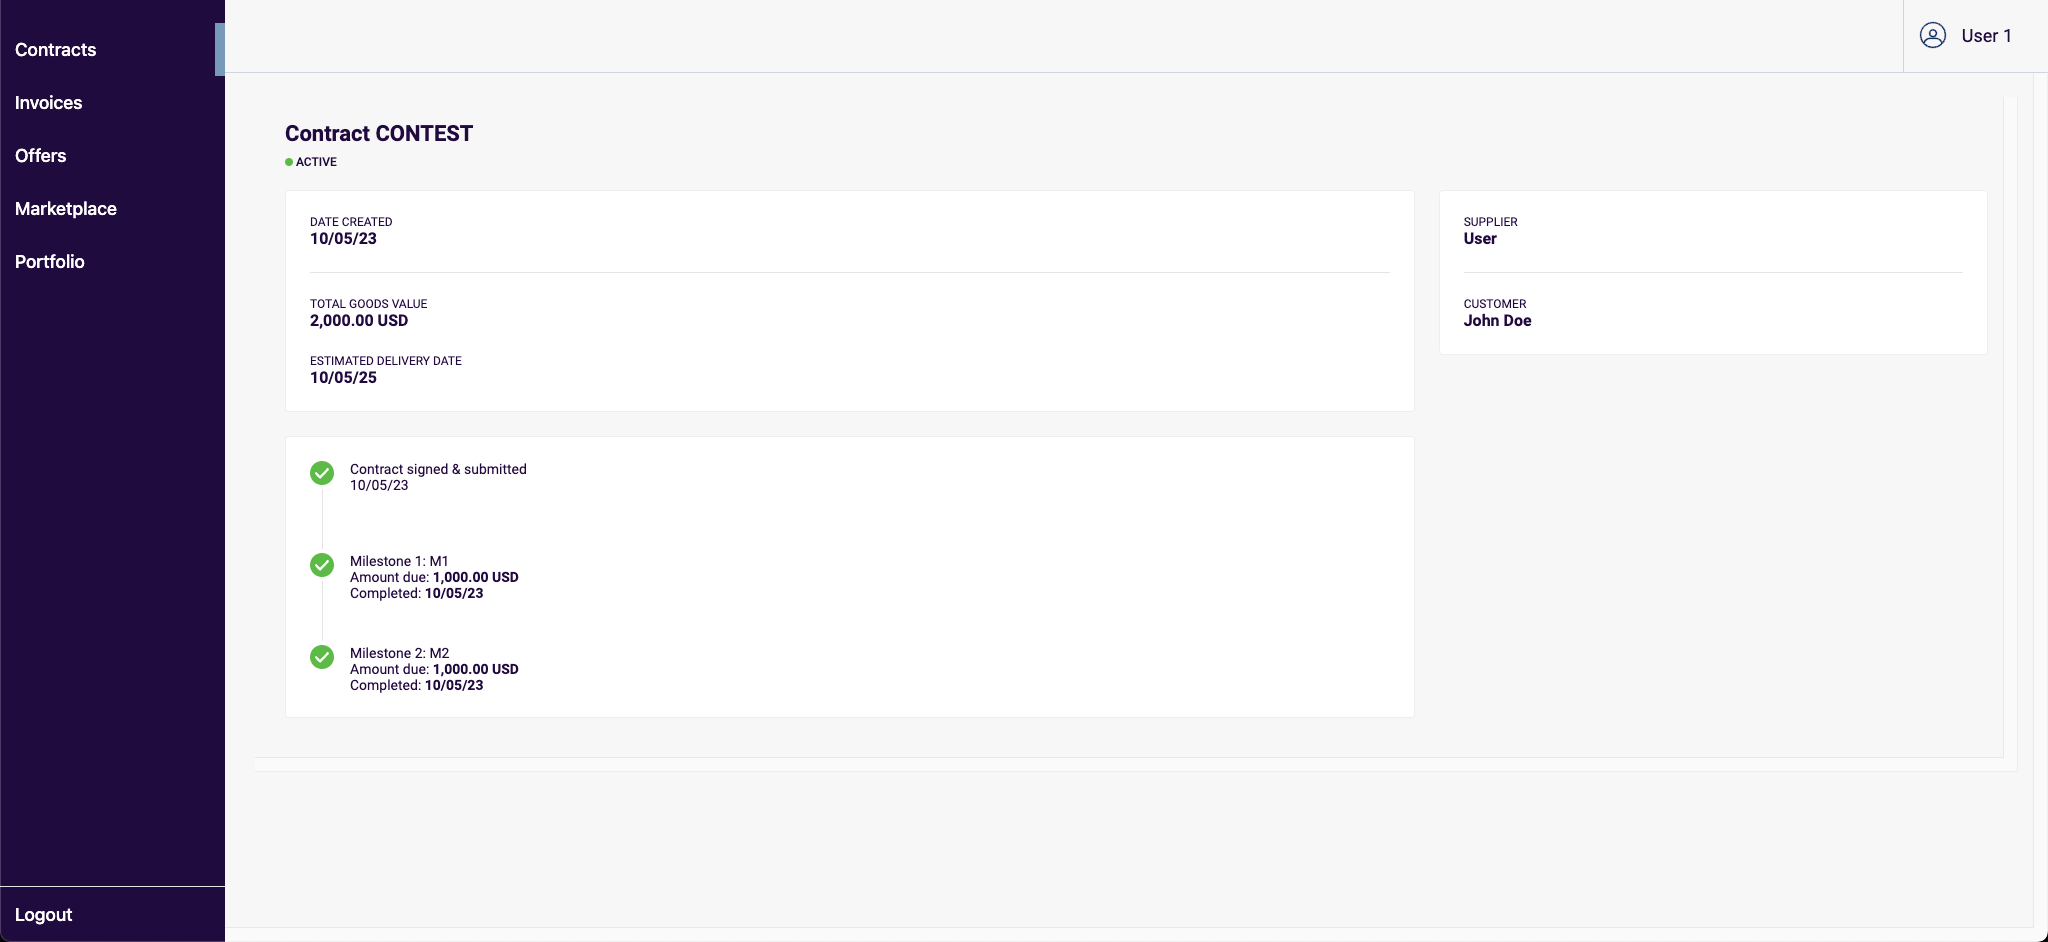 Contracts
Invoices
Offers
Marketplace
Portfolio
Logout
User 1
Contract CONTEST
ACTIVE
DATE CREATED
10/05/23
TOTAL GOODS VALUE
2,000.00 USD
ESTIMATED DELIVERY DATE
10/05/25
SUPPLIER
User
CUSTOMER
John Doe
Contract signed & submitted
10/05/23
Milestone 1: M1
Amount due: 1,000.00 USD
Completed: 10/05/23
Milestone 2: M2
Amount due: 1,000.00 USD
Completed: 10/05/23